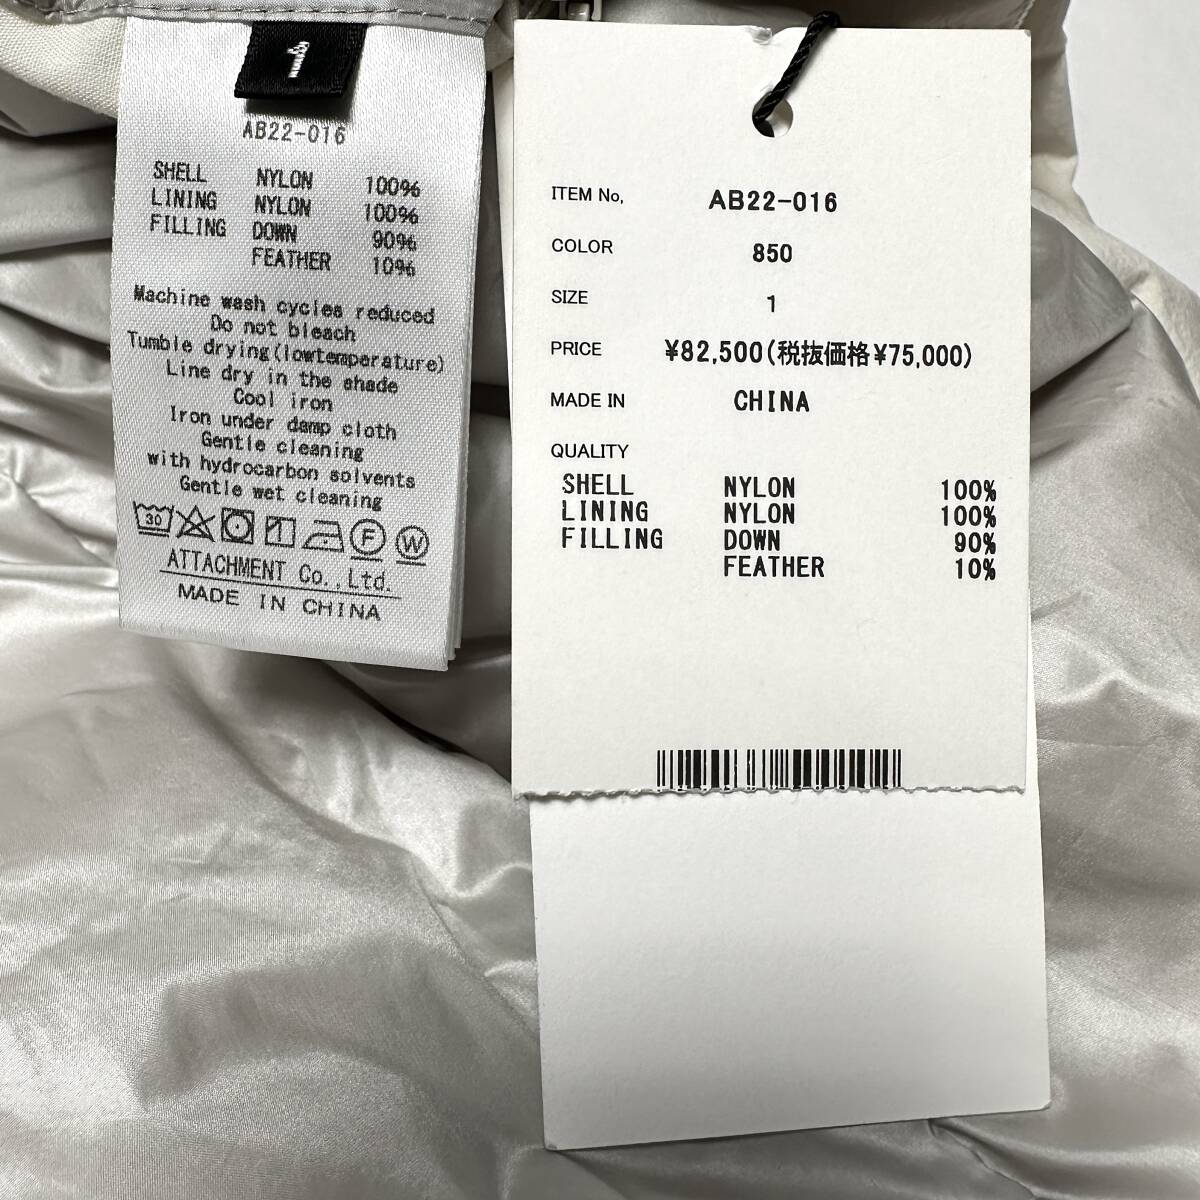 1
AB22-016
SHELL NYLON 100%
LINING NYLON 100%
FILLING DOWN 90%
FEATHER 10%
Machine wash cycles reduced
Do not bleach
Tumble drying(lowtemperature)
Line dry in the shade
Cool iron
Iron under damp cloth
Gentle cleaning
with hydrocarbon solvents
Gentle wet cleaning
30 F W
ATTACHMENT Co.,Ltd.
MADE IN CHINA
ITEM No. AB22-016
COLOR 850
SIZE 1
PRICE ¥82,500(税抜価格¥75,000)
MADE IN CHINA
QUALITY
SHELL NYLON 100%
LINING NYLON 100%
FILLING DOWN 90%
FEATHER 10%